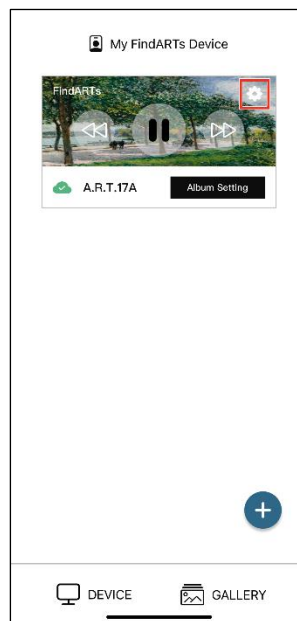 My FindARTs Device
FindARTs
A.R.T.17A
Album Setting
DEVICE
GALLERY